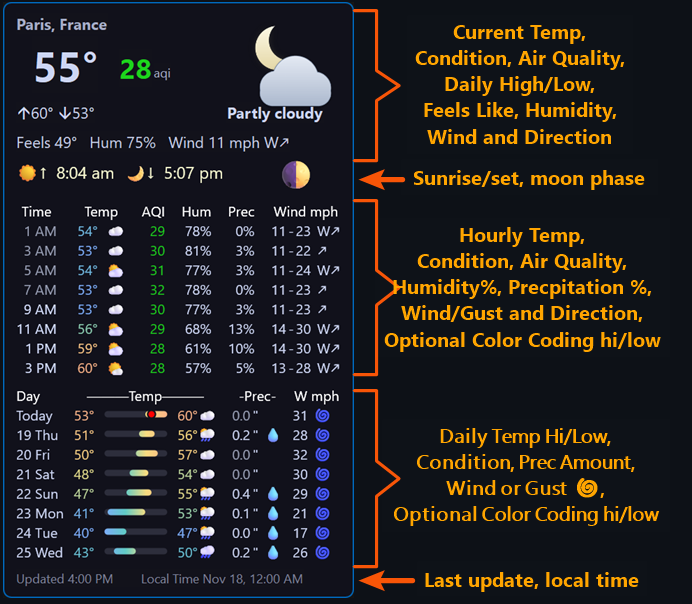 Paris, France
55° 28 aqi
↑60° ↓53°
Partly cloudy
Feels 49° Hum 75% Wind 11 mph W↗
↑ 8:04 am ↓ 5:07 pm
Time Temp AQI Hum Prec Wind mph
1 AM 54° 29 78% 0% 11-23 W↗
3 AM 53° 30 81% 3% 11-22 ↗
5 AM 54° 31 77% 3% 11-24 W↗
7 AM 53° 32 78% 0% 11-23 ↗
9 AM 53° 30 77% 3% 11-23 ↗
11 AM 56° 29 68% 13% 14-30 W↗
1 PM 59° 28 61% 10% 14-30 W↗
3 PM 60° 28 57% 5% 13-28 W↗
Day Temp -Prec- W mph
Today 53° 60° 0.0 " 31
19 Thu 51° 56° 0.2 " 28
20 Fri 50° 57° 0.0 " 32
21 Sat 48° 54° 0.0 " 30
22 Sun 47° 55° 0.4 " 29
23 Mon 41° 53° 0.1 " 21
24 Tue 40° 47° 0.0 " 17
25 Wed 43° 50° 0.2 " 26
Updated 4:00 PM Local Time Nov 18, 12:00 AM
Current Temp,
Condition, Air Quality,
Daily High/Low,
Feels Like, Humidity,
Wind and Direction
Sunrise/set, moon phase
Hourly Temp,
Condition, Air Quality,
Humidity%, Precpitation %,
Wind/Gust and Direction,
Optional Color Coding hi/low
Daily Temp Hi/Low,
Condition, Prec Amount,
Wind or Gust ,
Optional Color Coding hi/low
Last update, local time